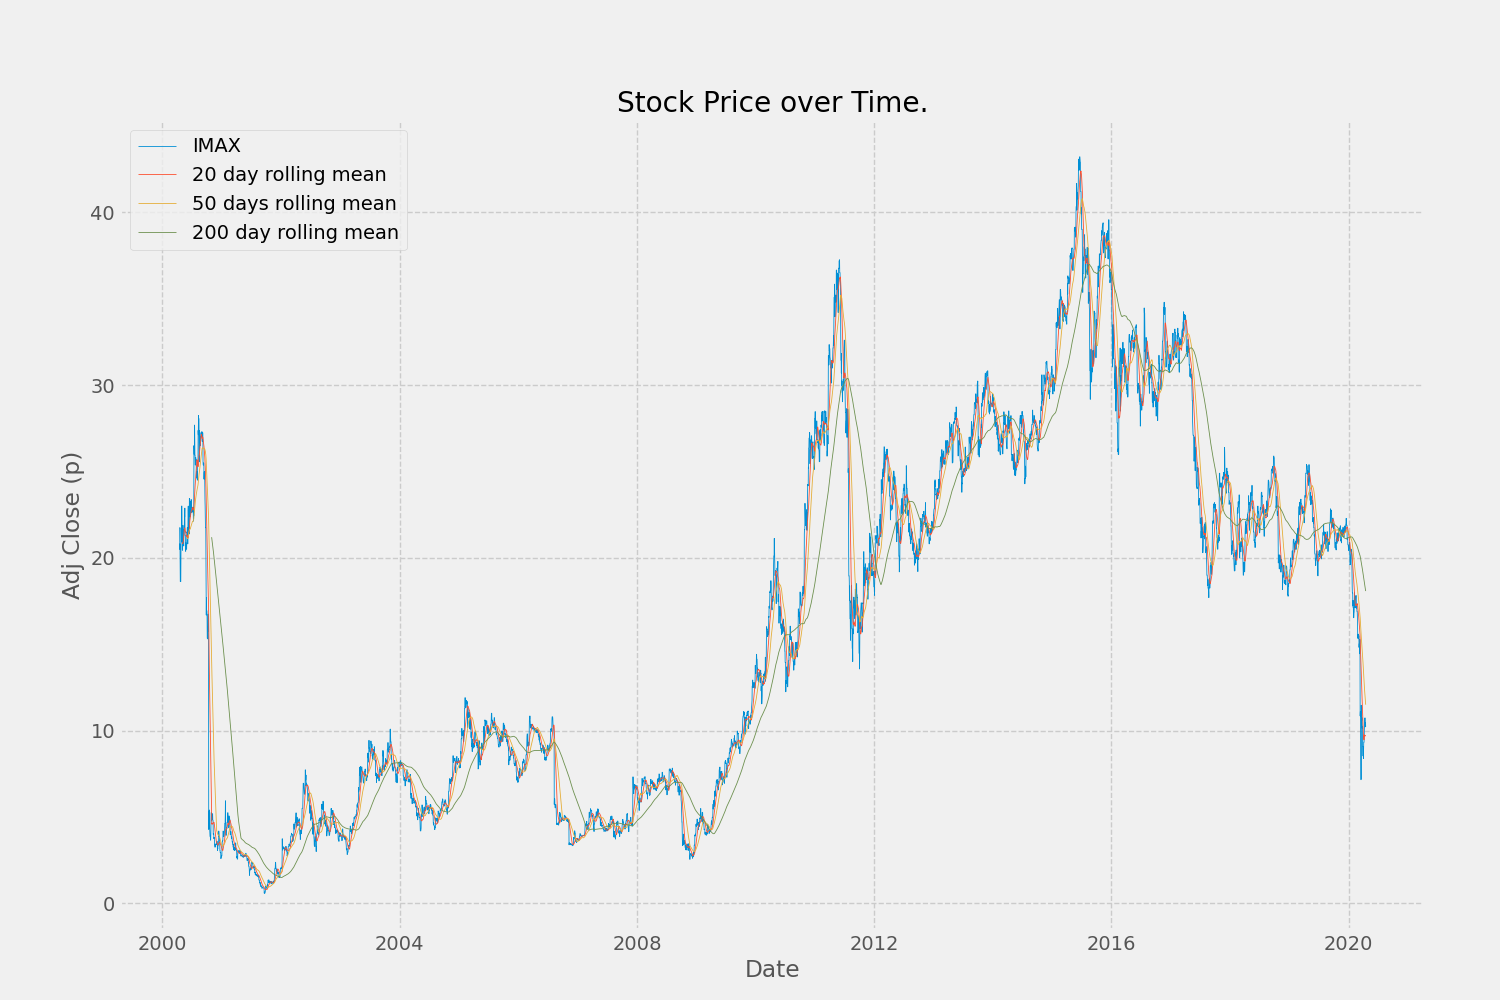 Stock Price over Time.
IMAX
20 day rolling mean
50 days rolling mean
200 day rolling mean
Adj Close (p)
40
30
20
10
0
2000 2004 2008 2012 2016 2020
Date